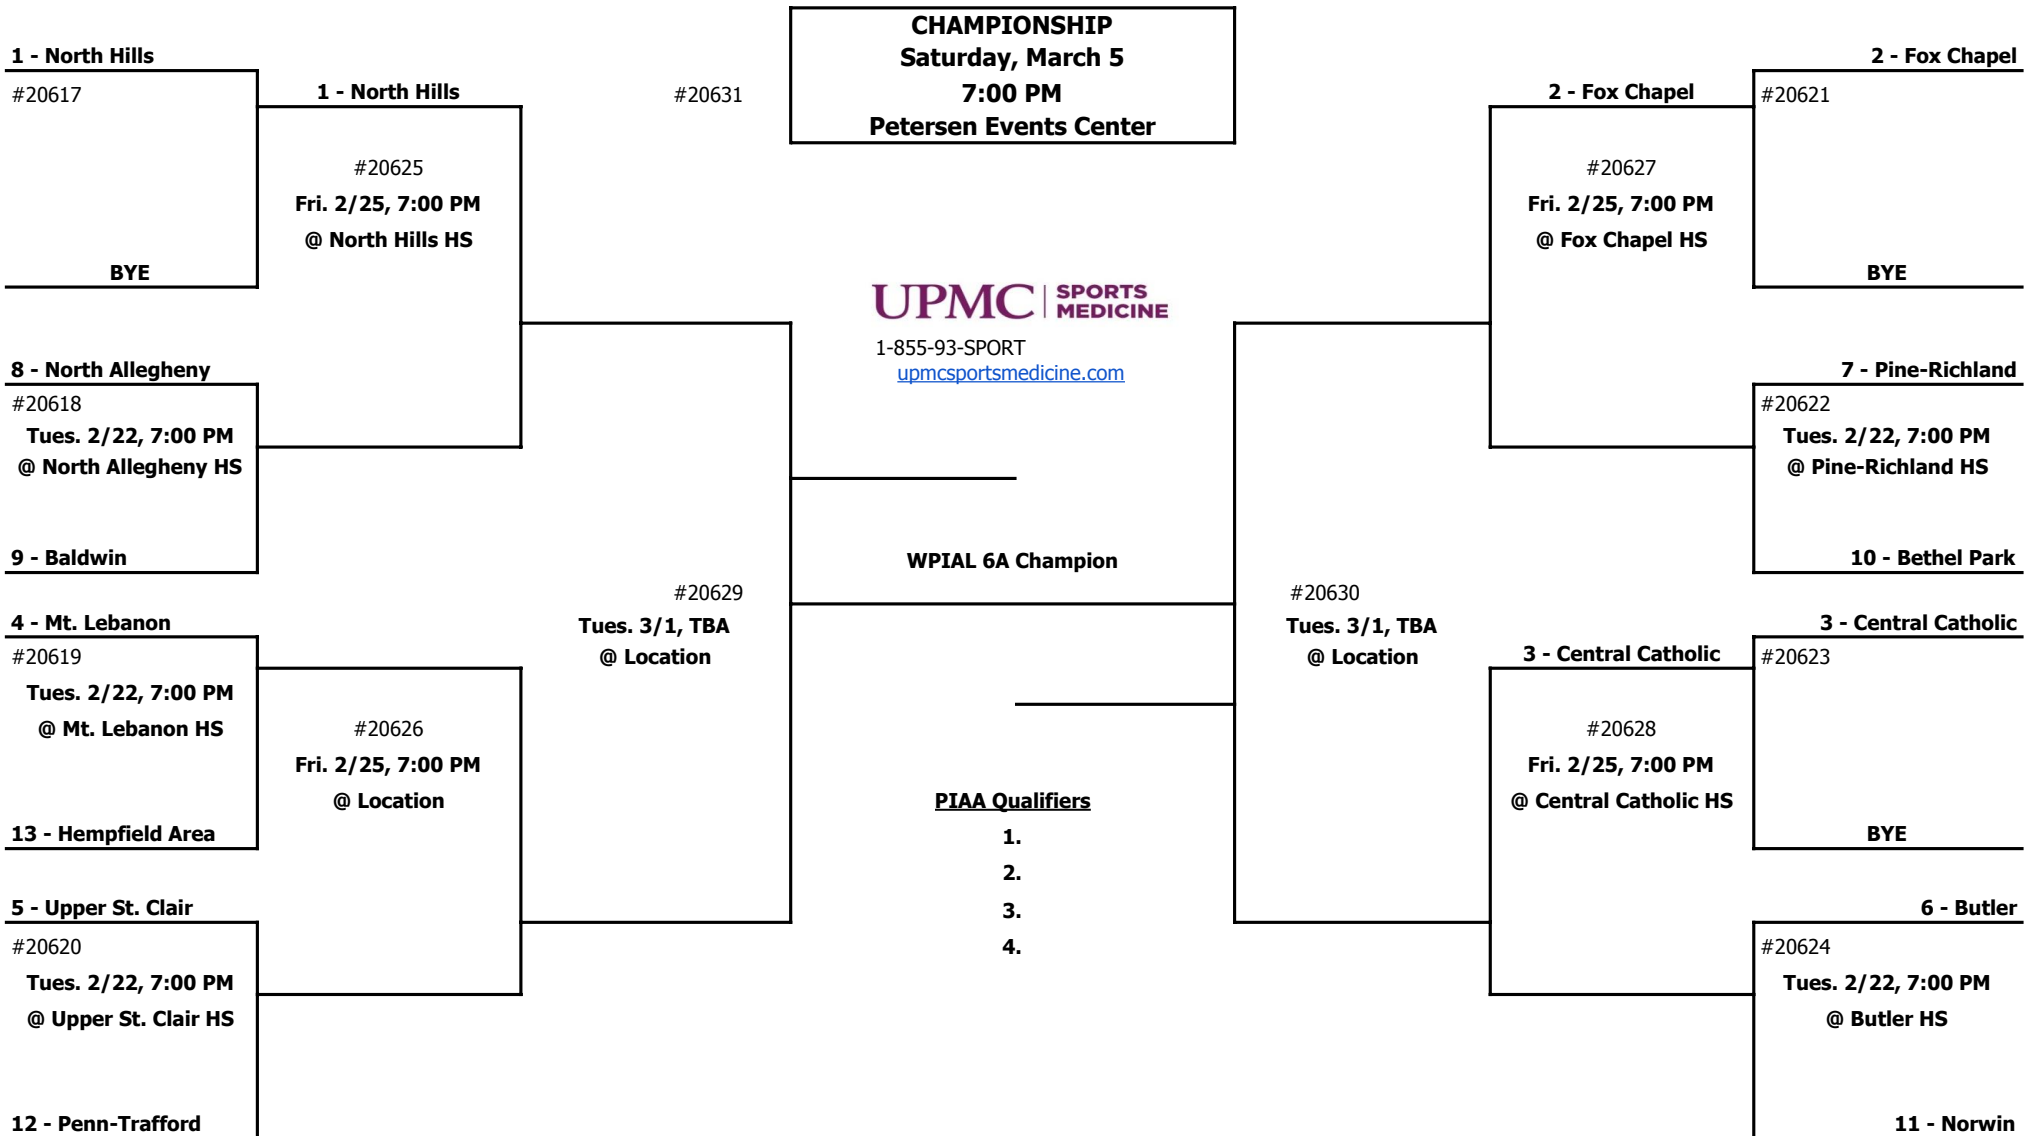 CHAMPIONSHIP
Saturday, March 5
7:00 PM
Petersen Events Center
#20631
1 - North Hills
#20617
BYE
1 - North Hills
#20625
Fri. 2/25, 7:00 PM
@ North Hills HS
8 - North Allegheny
#20618
Tues. 2/22, 7:00 PM
@ North Allegheny HS
9 - Baldwin
4 - Mt. Lebanon
#20619
Tues. 2/22, 7:00 PM
@ Mt. Lebanon HS
13 - Hempfield Area
#20626
Fri. 2/25, 7:00 PM
@ Location
5 - Upper St. Clair
#20620
Tues. 2/22, 7:00 PM
@ Upper St. Clair HS
12 - Penn-Trafford
#20629
Tues. 3/1, TBA
@ Location
UPMC SPORTS
MEDICINE
1-855-93-SPORT
upmcsportsmedicine.com
WPIAL 6A Champion
PIAA Qualifiers
1.
2.
3.
4.
#20630
Tues. 3/1, TBA
@ Location
2 - Fox Chapel
#20627
Fri. 2/25, 7:00 PM
@ Fox Chapel HS
2 - Fox Chapel
#20621
BYE
7 - Pine-Richland
#20622
Tues. 2/22, 7:00 PM
@ Pine-Richland HS
10 - Bethel Park
3 - Central Catholic
#20628
Fri. 2/25, 7:00 PM
@ Central Catholic HS
3 - Central Catholic
#20623
BYE
6 - Butler
#20624
Tues. 2/22, 7:00 PM
@ Butler HS
11 - Norwin